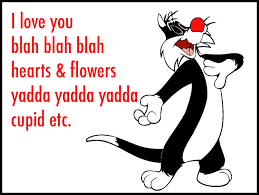 I love you
blah blah blah
hearts & flowers
yadda yadda yadda
cupid etc.